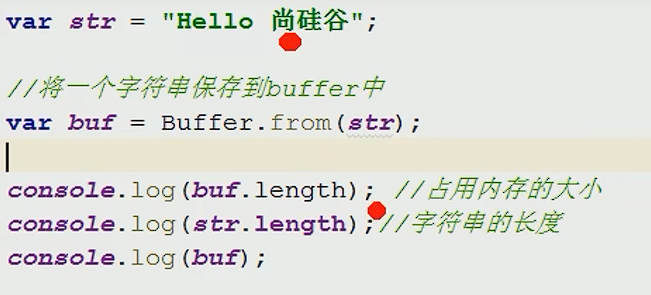 var str = "Hello 尚硅谷";
//将一个字符串保存到buffer中
var buf = Buffer.from(str);
console.log(buf.length); //占用内存的大小
console.log(str.length);//字符串的长度
console.log(buf);